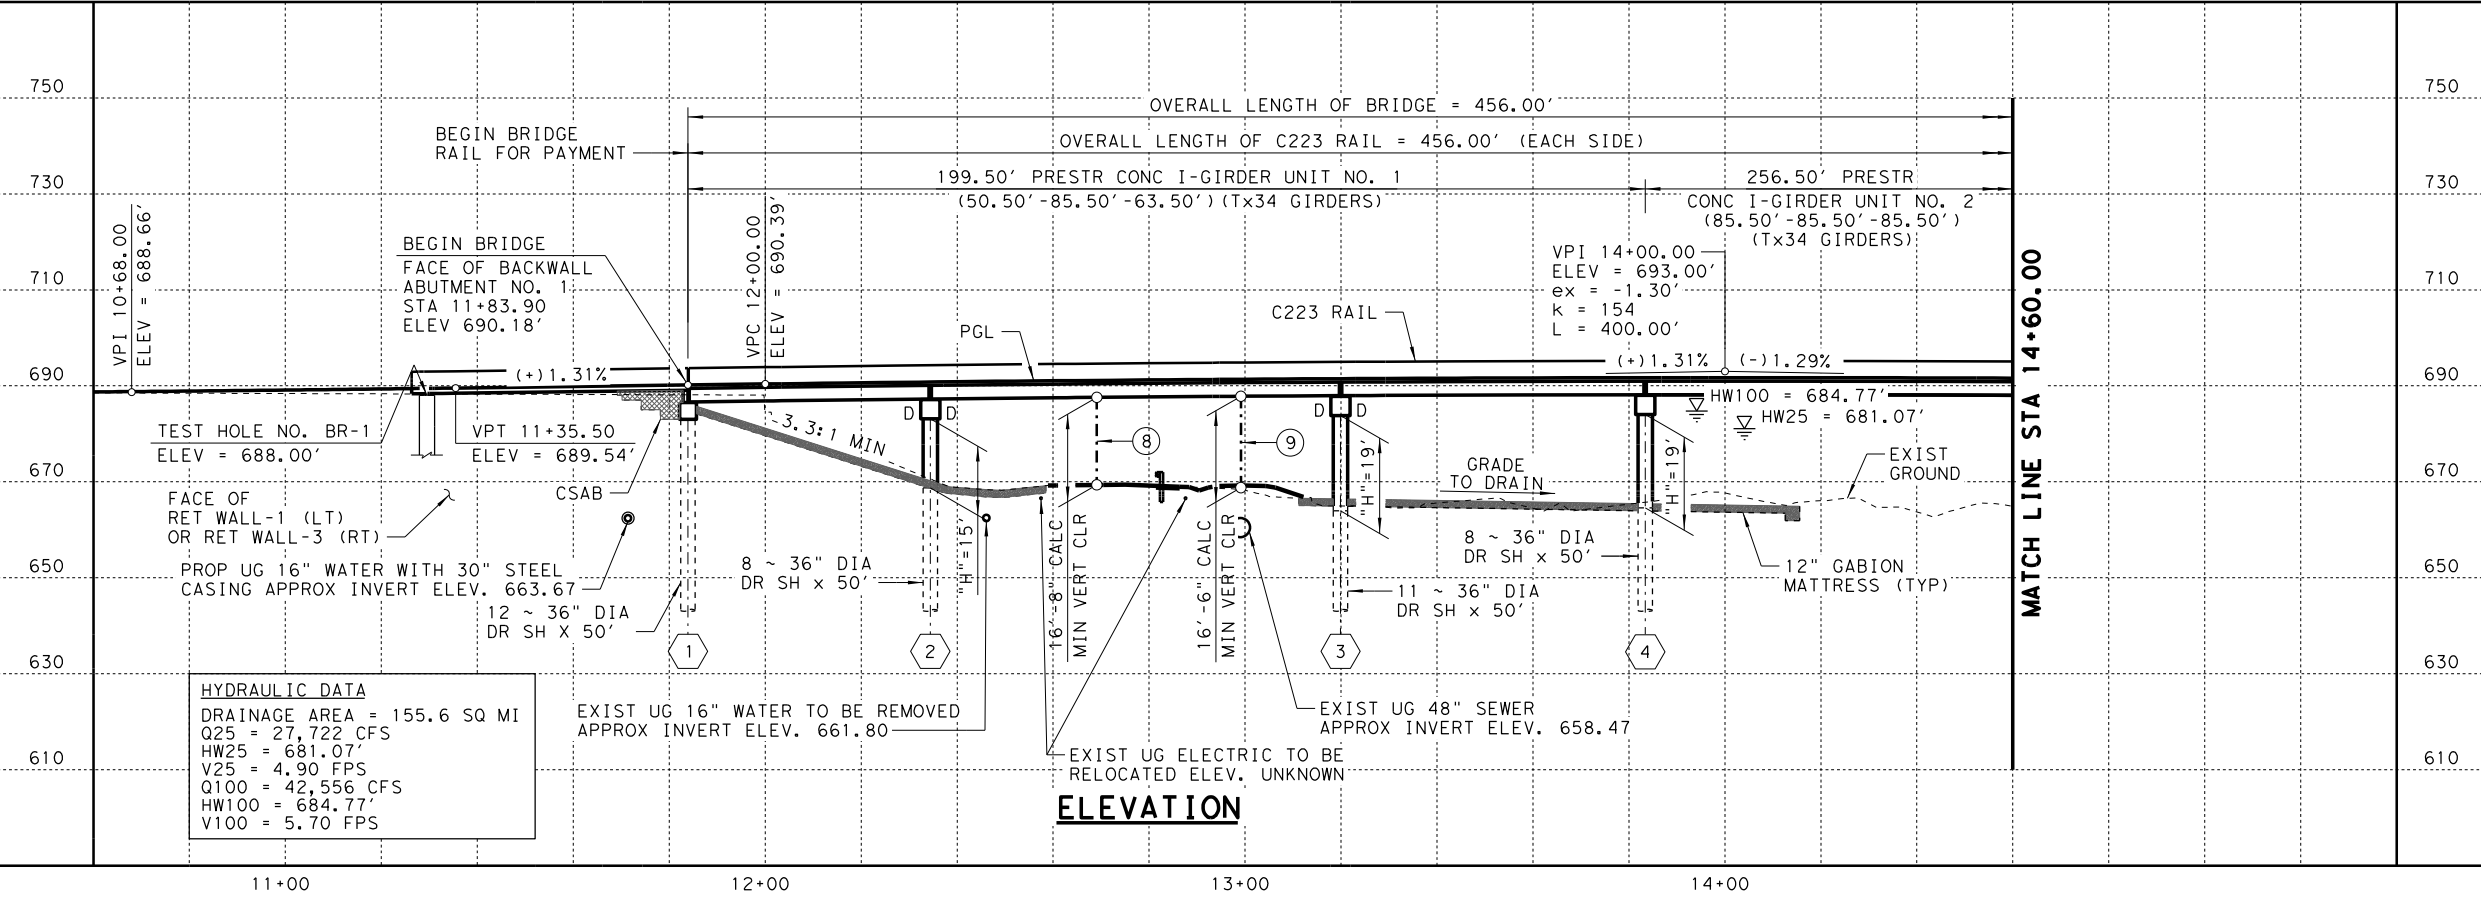 750
750
730
730
710
710
690
690
670
670
650
650
630
630
610
610
OVERALL LENGTH OF BRIDGE = 456.00'
BEGIN BRIDGE
RAIL FOR PAYMENT
OVERALL LENGTH OF C223 RAIL = 456.00' (EACH SIDE)
199.50' PRESTR CONC I-GIRDER UNIT NO. 1
(50.50'-85.50'-63.50')(Tx34 GIRDERS)
256.50' PRESTR
CONC I-GIRDER UNIT NO. 2
(85.50'-85.50'-85.50')
(Tx34 GIRDERS)
VPI 10+68.00
ELEV = 688.66'
BEGIN BRIDGE
FACE OF BACKWALL
ABUTMENT NO. 1
STA 11+83.90
ELEV 690.18'
VPC 12+00.00
ELEV = 690.39'
PGL
C223 RAIL
VPI 14+00.00
ELEV = 693.00'
ex = -1.30'
k = 154
L = 400.00'
MATCH LINE STA 14+60.00
(+)1.31%
(+)1.31%
(-)1.29%
HW100 = 684.77'
HW25 = 681.07'
D
D
D
D
TEST HOLE NO. BR-1
ELEV = 688.00'
VPT 11+35.50
ELEV = 689.54'
3.3:1 MIN
8
9
"H"=15'
"H"=19'
"H"=19'
GRADE
TO DRAIN
EXIST
GROUND
CSAB
FACE OF
RET WALL-1 (LT)
OR RET WALL-3 (RT)
PROP UG 16" WATER WITH 30" STEEL
CASING APPROX INVERT ELEV. 663.67
12 ~ 36" DIA
DR SH X 50'
8 ~ 36" DIA
DR SH x 50'
16'-8" CALC
MIN VERT CLR
16'-6" CALC
MIN VERT CLR
11 ~ 36" DIA
DR SH x 50'
8 ~ 36" DIA
DR SH x 50'
12" GABION
MATTRESS (TYP)
1
2
3
4
HYDRAULIC DATA
DRAINAGE AREA = 155.6 SQ MI
Q25 = 27,722 CFS
HW25 = 681.07'
V25 = 4.90 FPS
Q100 = 42,556 CFS
HW100 = 684.77'
V100 = 5.70 FPS
EXIST UG 16" WATER TO BE REMOVED
APPROX INVERT ELEV. 661.80
EXIST UG 48" SEWER
APPROX INVERT ELEV. 658.47
EXIST UG ELECTRIC TO BE
RELOCATED ELEV. UNKNOWN
ELEVATION
11+00
12+00
13+00
14+00